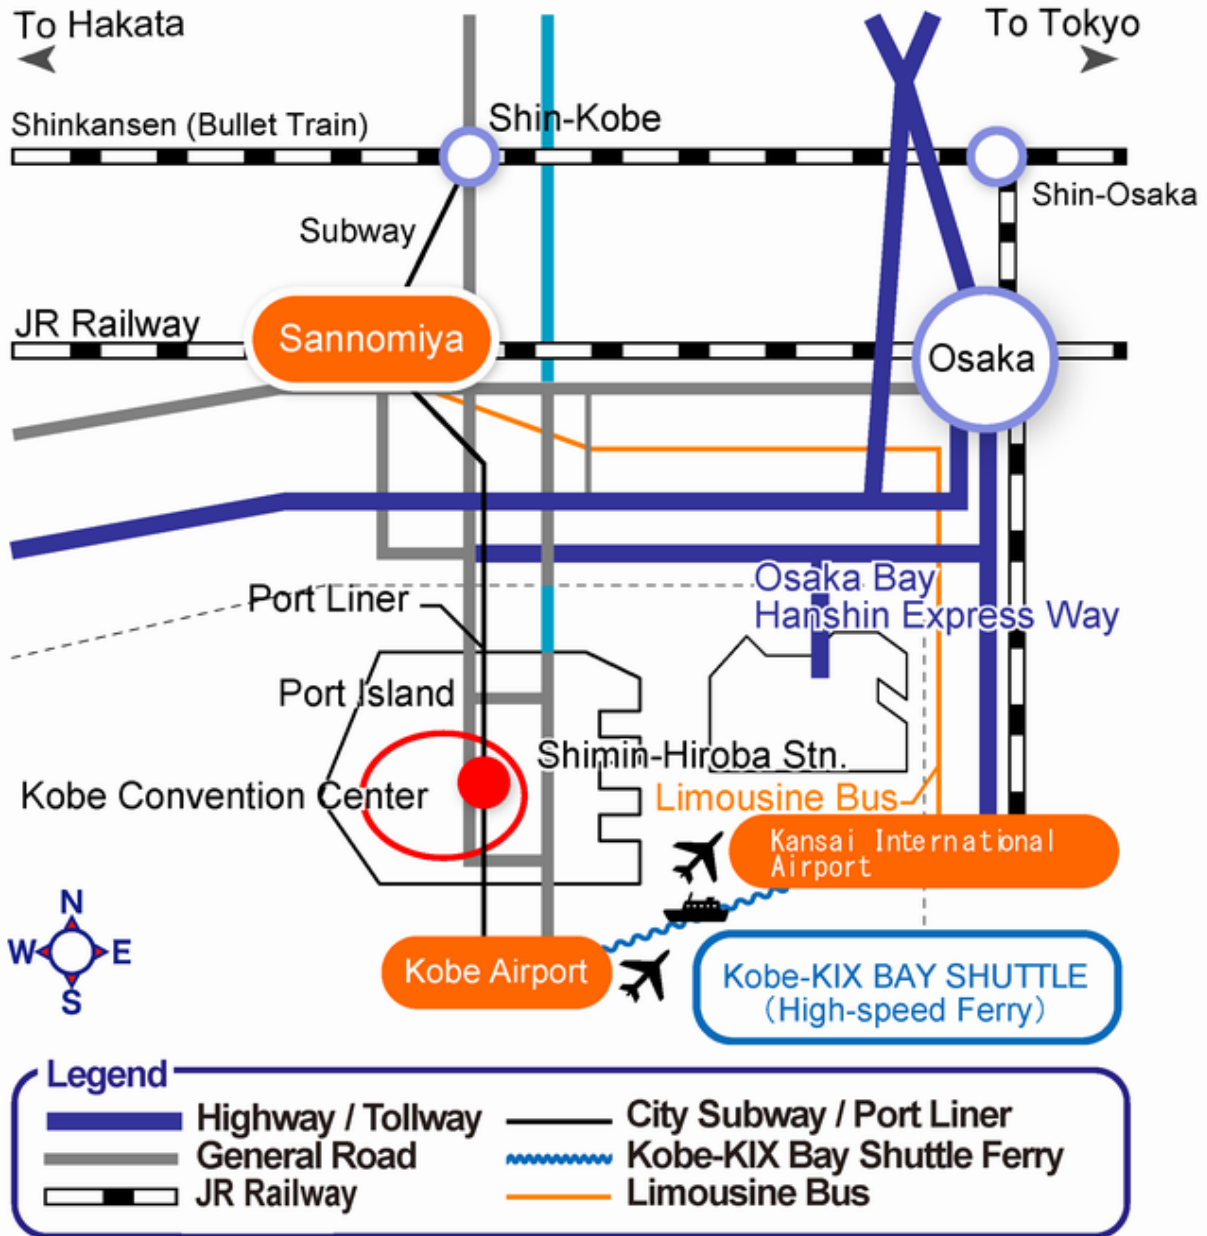 To Hakata
To Tokyo
Shinkansen (Bullet Train)
Shin-Kobe
Shin-Osaka
Subway
JR Railway
Sannomiya
Osaka
Osaka Bay
Hanshin Express Way
Port Liner
Port Island
Shimin-Hiroba Stn.
Kobe Convention Center
Limousine Bus
Kansai International
Airport
N
W
E
S
Kobe Airport
Kobe-KIX BAY SHUTTLE
(High-speed Ferry)
Legend
Highway / Tollway
City Subway / Port Liner
General Road
Kobe-KIX Bay Shuttle Ferry
JR Railway
Limousine Bus